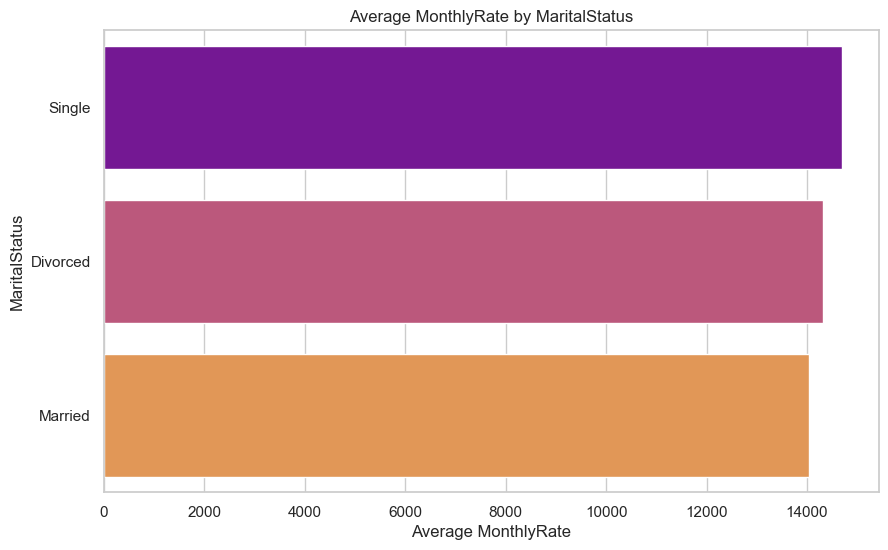 Average MonthlyRate by MaritalStatus
MaritalStatus
Single
Divorced
Married
0 2000 4000 6000 8000 10000 12000 14000
Average MonthlyRate